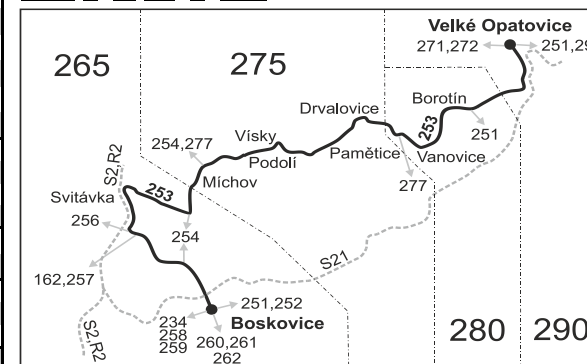 Velké Opatovice
271,272
251,29
265
275
Drvalovice
Borotín
253
251
254,277
Vísky
Podolí
Pamětice
Vanovice
S2,R2
Míchov
277
Svitávka
253
256
254
S21
162,257
251,252
234
258
259
Boskovice
260,261
262
S2,R2
280
290